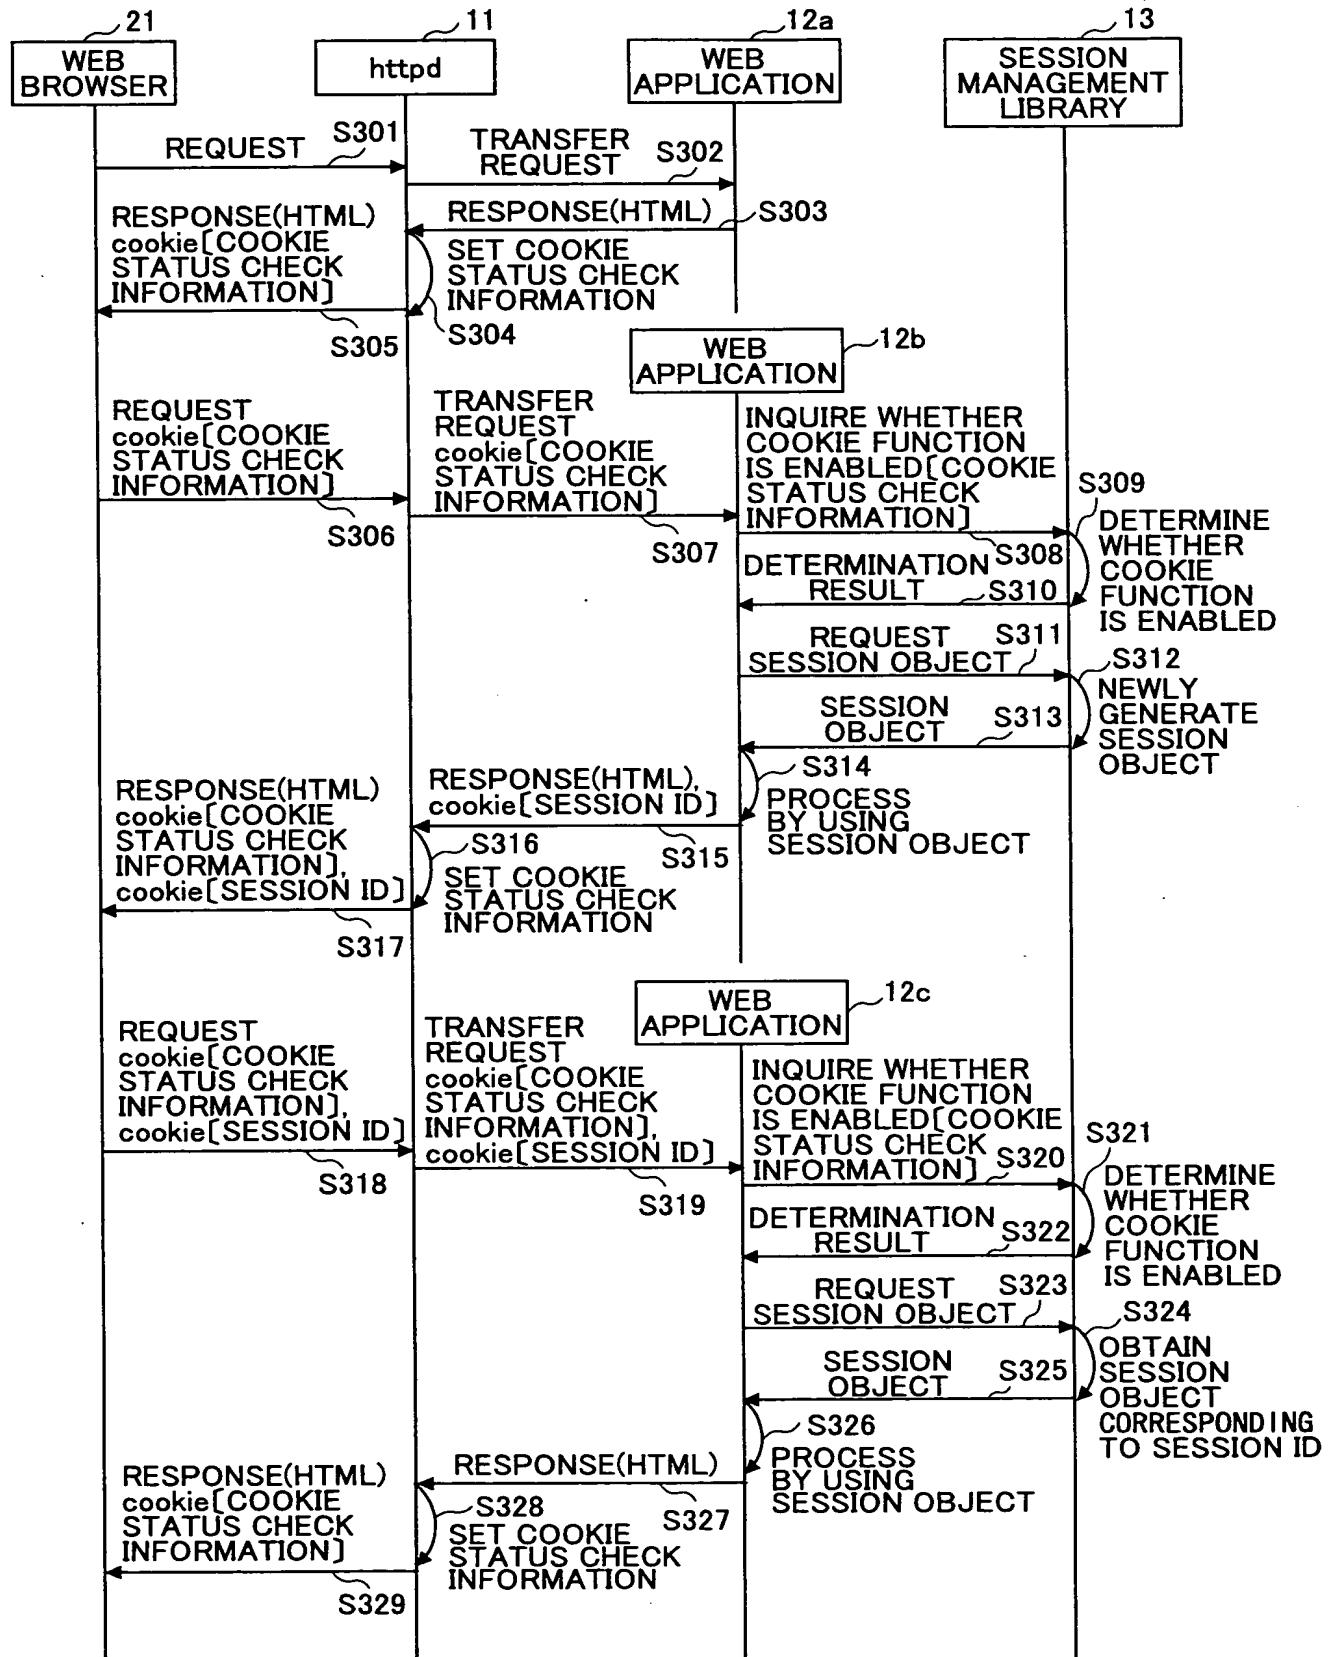 21
WEB
BROWSER
11
httpd
12a
WEB
APPLICATION
13
SESSION
MANAGEMENT
LIBRARY
REQUEST
S301
TRANSFER
REQUEST
S302
RESPONSE(HTML)
S303
RESPONSE(HTML)
cookie[COOKIE
STATUS CHECK
INFORMATION]
SET COOKIE
STATUS CHECK
INFORMATION
S304
S305
WEB
APPLICATION
12b
REQUEST
cookie[COOKIE
STATUS CHECK
INFORMATION]
S306
TRANSFER
REQUEST
cookie[COOKIE
STATUS CHECK
INFORMATION]
S307
INQUIRE WHETHER
COOKIE FUNCTION
IS ENABLED[COOKIE
STATUS CHECK
INFORMATION]
S308
S309
DETERMINE
WHETHER
COOKIE
FUNCTION
IS ENABLED
DETERMINATION
RESULT
S310
REQUEST
SESSION OBJECT
S311
S312
NEWLY
GENERATE
SESSION
OBJECT
SESSION
OBJECT
S313
S314
PROCESS
BY USING
SESSION OBJECT
RESPONSE(HTML),
cookie[SESSION ID]
S315
S316
SET COOKIE
STATUS CHECK
INFORMATION
RESPONSE(HTML)
cookie[COOKIE
STATUS CHECK
INFORMATION],
cookie[SESSION ID]
S317
WEB
APPLICATION
12c
REQUEST
cookie[COOKIE
STATUS CHECK
INFORMATION],
cookie[SESSION ID]
S318
TRANSFER
REQUEST
cookie[COOKIE
STATUS CHECK
INFORMATION],
cookie[SESSION ID]
S319
INQUIRE WHETHER
COOKIE FUNCTION
IS ENABLED[COOKIE
STATUS CHECK
INFORMATION]
S320
S321
DETERMINE
WHETHER
COOKIE
FUNCTION
IS ENABLED
DETERMINATION
RESULT
S322
REQUEST
SESSION OBJECT
S323
S324
OBTAIN
SESSION
OBJECT
CORRESPONDING
TO SESSION ID
SESSION
OBJECT
S325
S326
PROCESS
BY USING
SESSION OBJECT
RESPONSE(HTML)
S327
S328
SET COOKIE
STATUS CHECK
INFORMATION
RESPONSE(HTML)
cookie[COOKIE
STATUS CHECK
INFORMATION]
S329